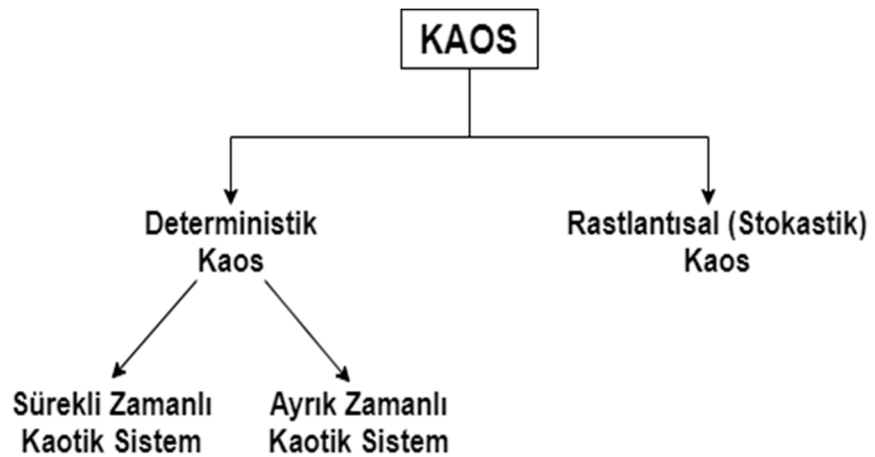 KAOS
Deterministik
Kaos
Rastlantısal (Stokastik)
Kaos
Sürekli Zamanlı
Kaotik Sistem
Ayrık Zamanlı
Kaotik Sistem